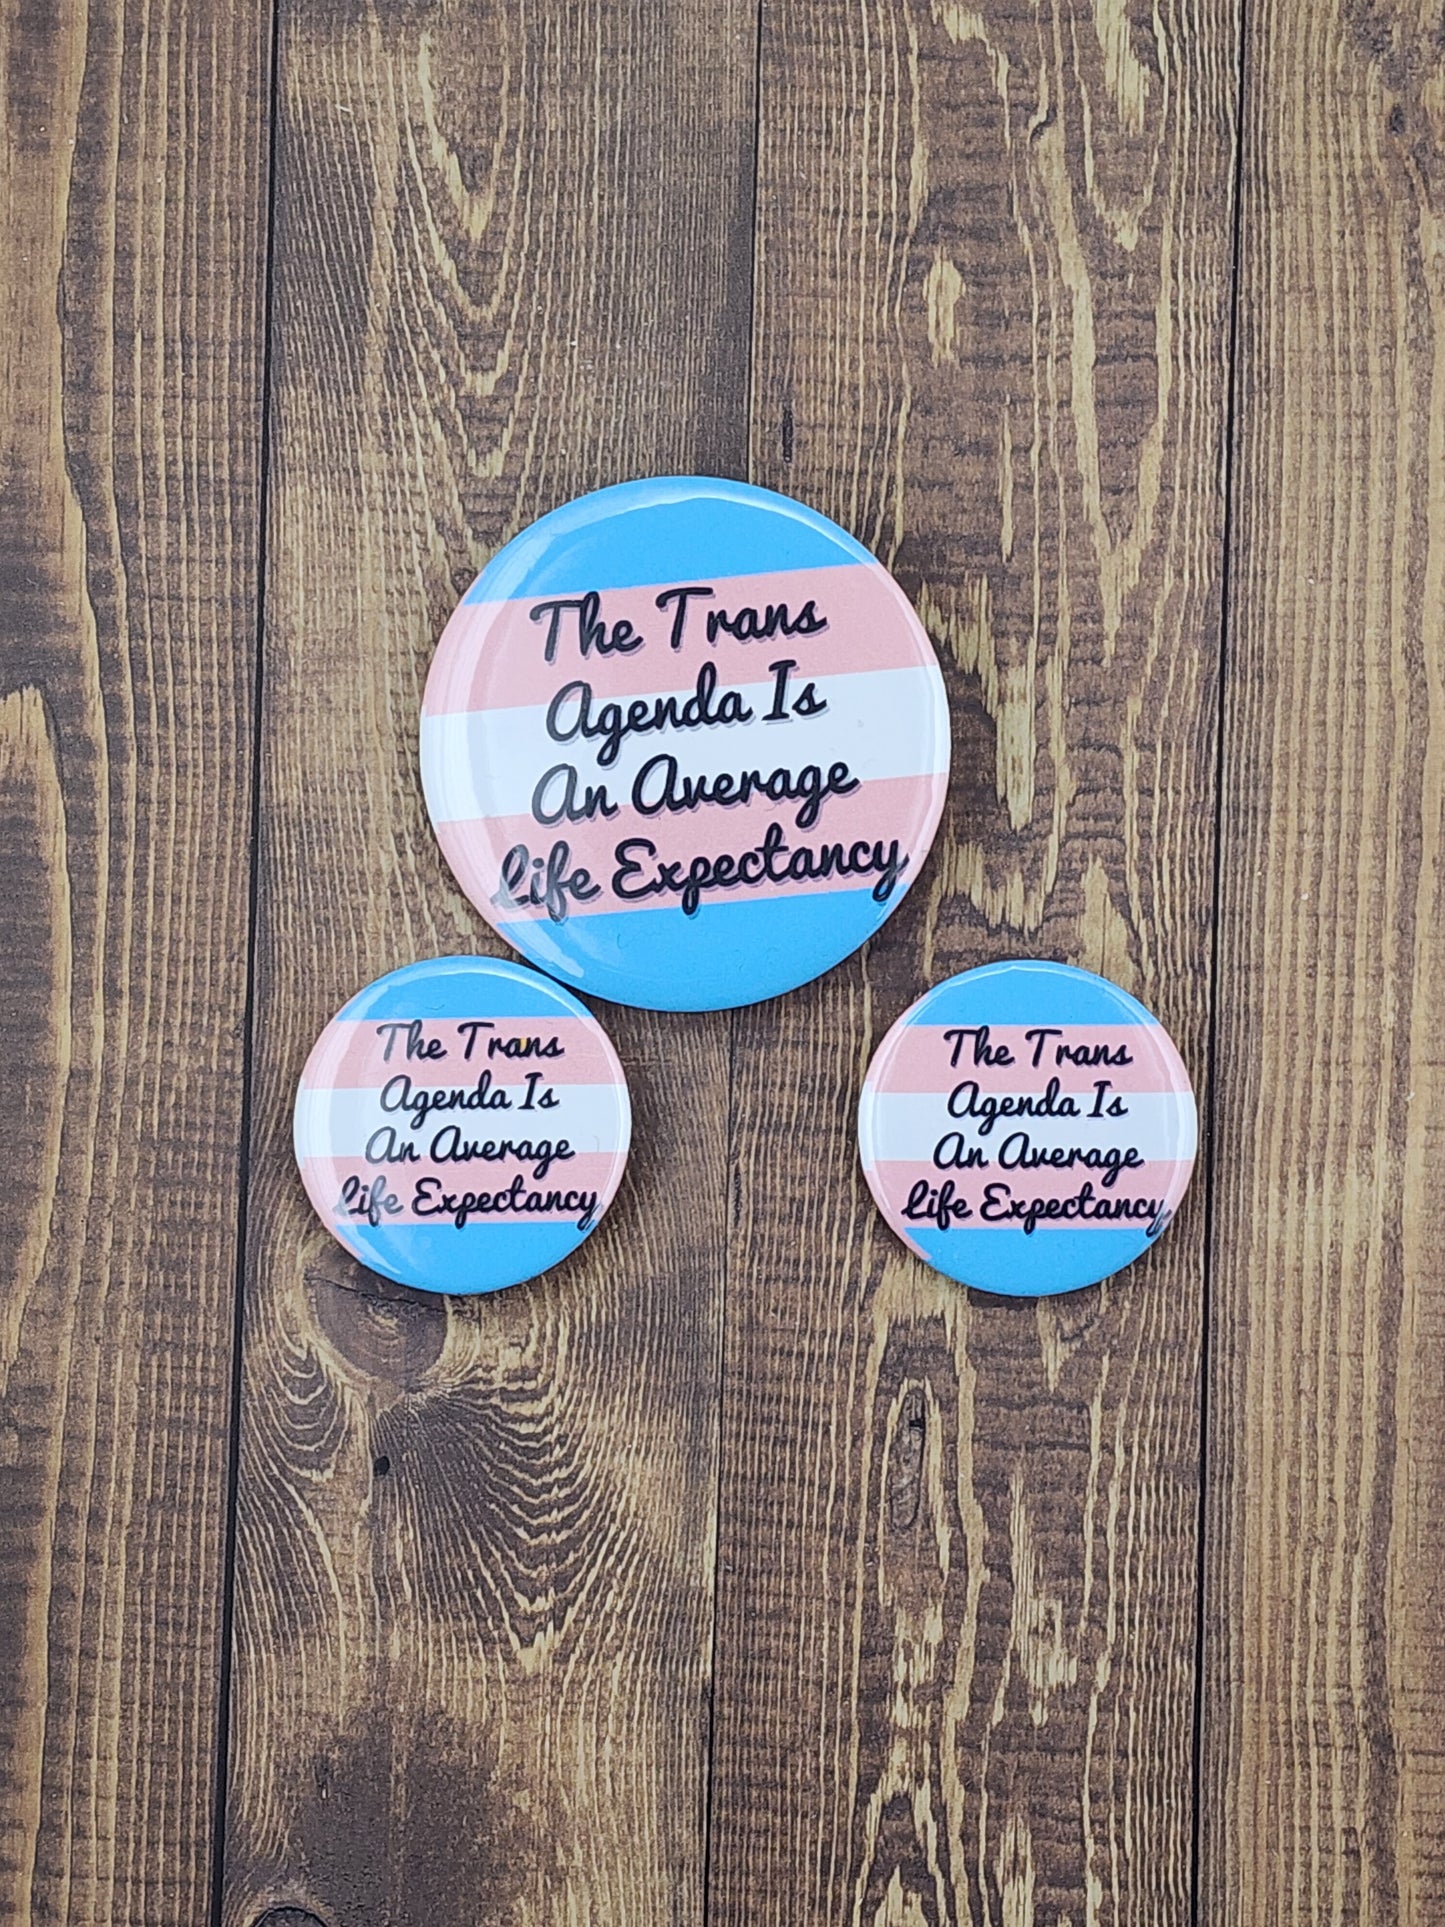 The Trans
Agenda Is
An Average
Life Expectancy
The Trans
Agenda Is
An Average
Life Expectancy
The Trans
Agenda Is
An Average
Life Expectancy